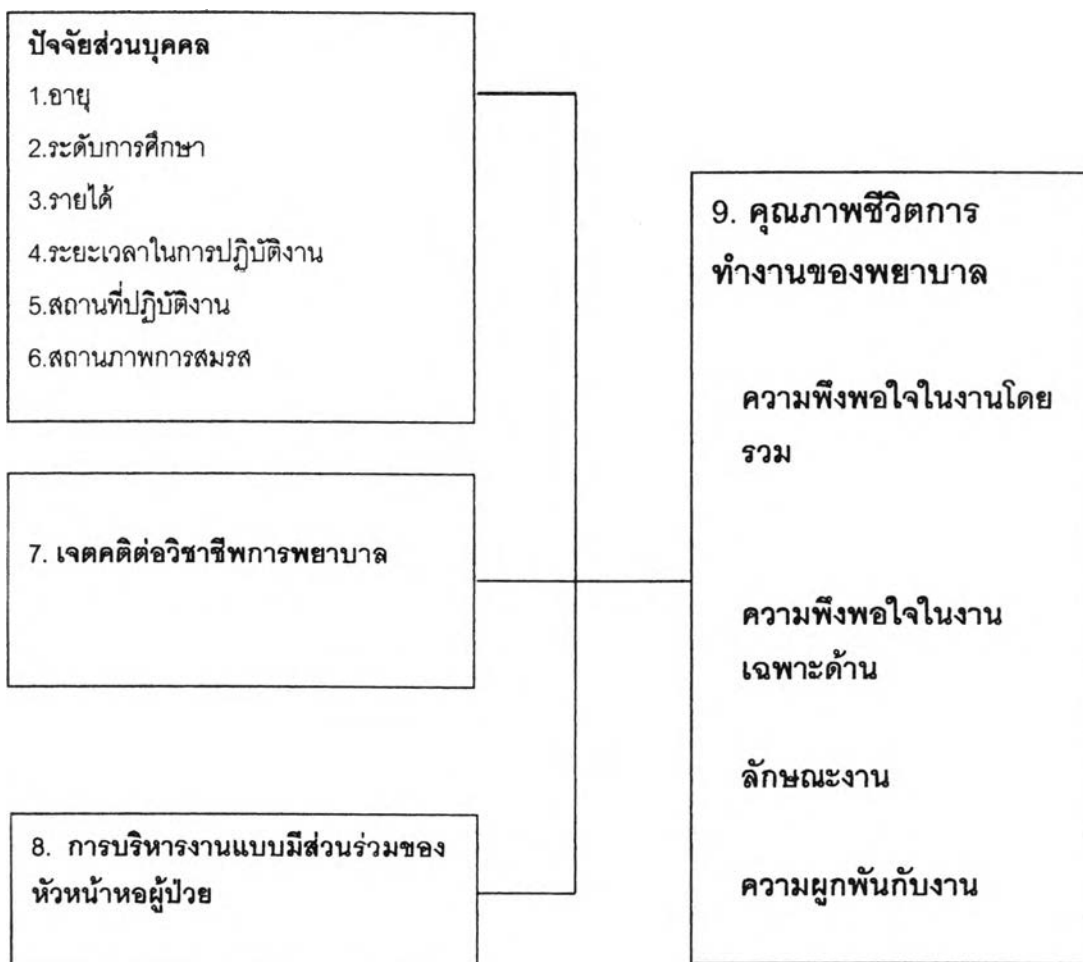 ปัจจัยส่วนบุคคล
1.อายุ
2.ระดับการศึกษา
3.รายได้
4.ระยะเวลาในการปฏิบัติงาน
5.สถานที่ปฏิบัติงาน
6.สถานภาพการสมรส
7. เจตคติต่อวิชาชีพการพยาบาล
8. การบริหารงานแบบมีส่วนร่วมของ
หัวหน้าหอผู้ป่วย
9. คุณภาพชีวิตการ
ทำงานของพยาบาล
ความพึงพอใจในงานโดย
รวม
ความพึงพอใจในงาน
เฉพาะด้าน
ลักษณะงาน
ความผูกพันกับงาน